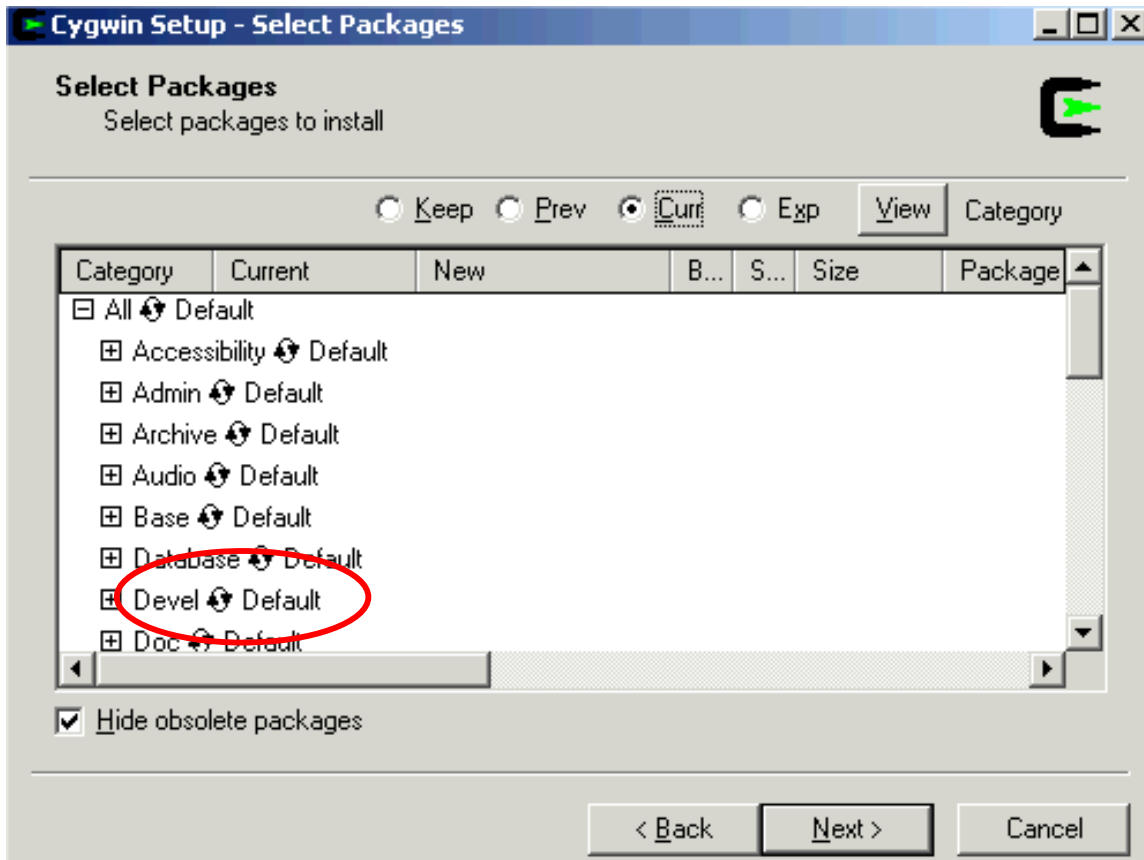 Cygwin Setup - Select Packages
Select Packages
Select packages to install
Keep Prev Curr Exp View Category
Category Current New B... S... Size Package
All Default
Accessibility Default
Admin Default
Archive Default
Audio Default
Base Default
Database Default
Devel Default
Doc Default
Hide obsolete packages
< Back Next > Cancel